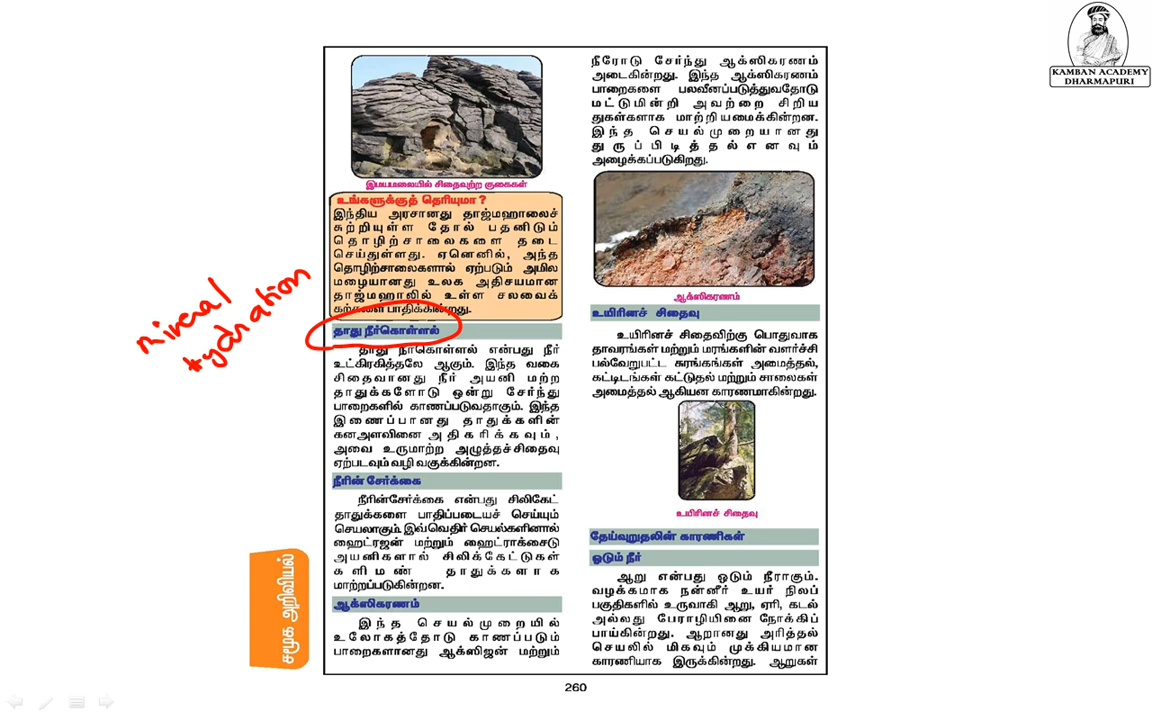 KAMBAN ACADEMY
DHARMAPURI
இமயமலையில் சிதைவுற்ற குகைகள்
உங்களுக்குத் தெரியுமா?
இந்திய அரசானது தாஜ்மஹாலைச்
சுற்றியுள்ள தோல் பதனிடும்
தொழிற்சாலைகளை தடை
செய்துள்ளது. ஏனெனில், அந்த
தொழிற்சாலைகளால் ஏற்படும் அமில
மழையானது உலக அதிசயமான
தாஜ்மஹாலில் உள்ள சலவைக்
கற்களை பாதிக்கின்றது.
mineral
Hydration
தாது நீர்கொள்ளல்
தாது நீர்கொள்ளல் என்பது நீர்
உட்கிரகித்தலே ஆகும். இந்த வகை
சிதைவானது நீர் அயனி மற்ற
தாதுக்களோடு ஒன்று சேர்ந்து
பாறைகளில் காணப்படுவதாகும். இந்த
இணைப்பானது தாதுக்களின்
கனஅளவினை அதிகரிக்கவும்,
அவை உருமாற்ற அழுத்தச்சிதைவு
ஏற்படவும் வழி வகுக்கின்றன.
நீரின் சேர்க்கை
நீரின்சேர்க்கை என்பது சிலிகேட்
தாதுக்களை பாதிப்படையச் செய்யும்
செயலாகும். இவ்வெதிர் செயல்களினால்
ஹைட்ரஜன் மற்றும் ஹைட்ராக்சைடு
அயனிகளால் சிலிக்கேட்டுகள்
களிமண் தாதுக்களாக
மாற்றப்படுகின்றன.
ஆக்ஸிகரணம்
இந்த செயல்முறையில்
உலோகத்தோடு காணப்படும்
பாறைகளானது ஆக்ஸிஜன் மற்றும்
நீரோடு சேர்ந்து ஆக்ஸிகரணம்
அடைகின்றது. இந்த ஆக்ஸிகரணம்
பாறைகளை பலவீனப்படுத்துவதோடு
மட்டுமின்றி அவற்றை சிறிய
துகள்களாக மாற்றியமைக்கின்றன.
இந்த செயல்முறையானது
துருப்பிடித்தல் எனவும்
அழைக்கப்படுகிறது.
ஆக்ஸிகரணம்
உயிரினச் சிதைவு
உயிரினச் சிதைவிற்கு பொதுவாக
தாவரங்கள் மற்றும் மரங்களின் வளர்ச்சி
பல்வேறுபட்ட சுரங்கங்கள் அமைத்தல்,
கட்டிடங்கள் கட்டுதல் மற்றும் சாலைகள்
அமைத்தல் ஆகியன காரணமாகின்றது.
உயிரினச் சிதைவு
தேய்வுறுதலின் காரணிகள்
ஓடும் நீர்
ஆறு என்பது ஓடும் நீராகும்.
வழக்கமாக நன்னீர் உயர் நிலப்
பகுதிகளில் உருவாகி ஆறு, ஏரி, கடல்
அல்லது பேராழியினை நோக்கிப்
பாய்கின்றது. ஆறானது அரித்தல்
செயலில் மிகவும் முக்கியமான
காரணியாக இருக்கின்றது. ஆறுகள்
சமூக அறிவியல்
260